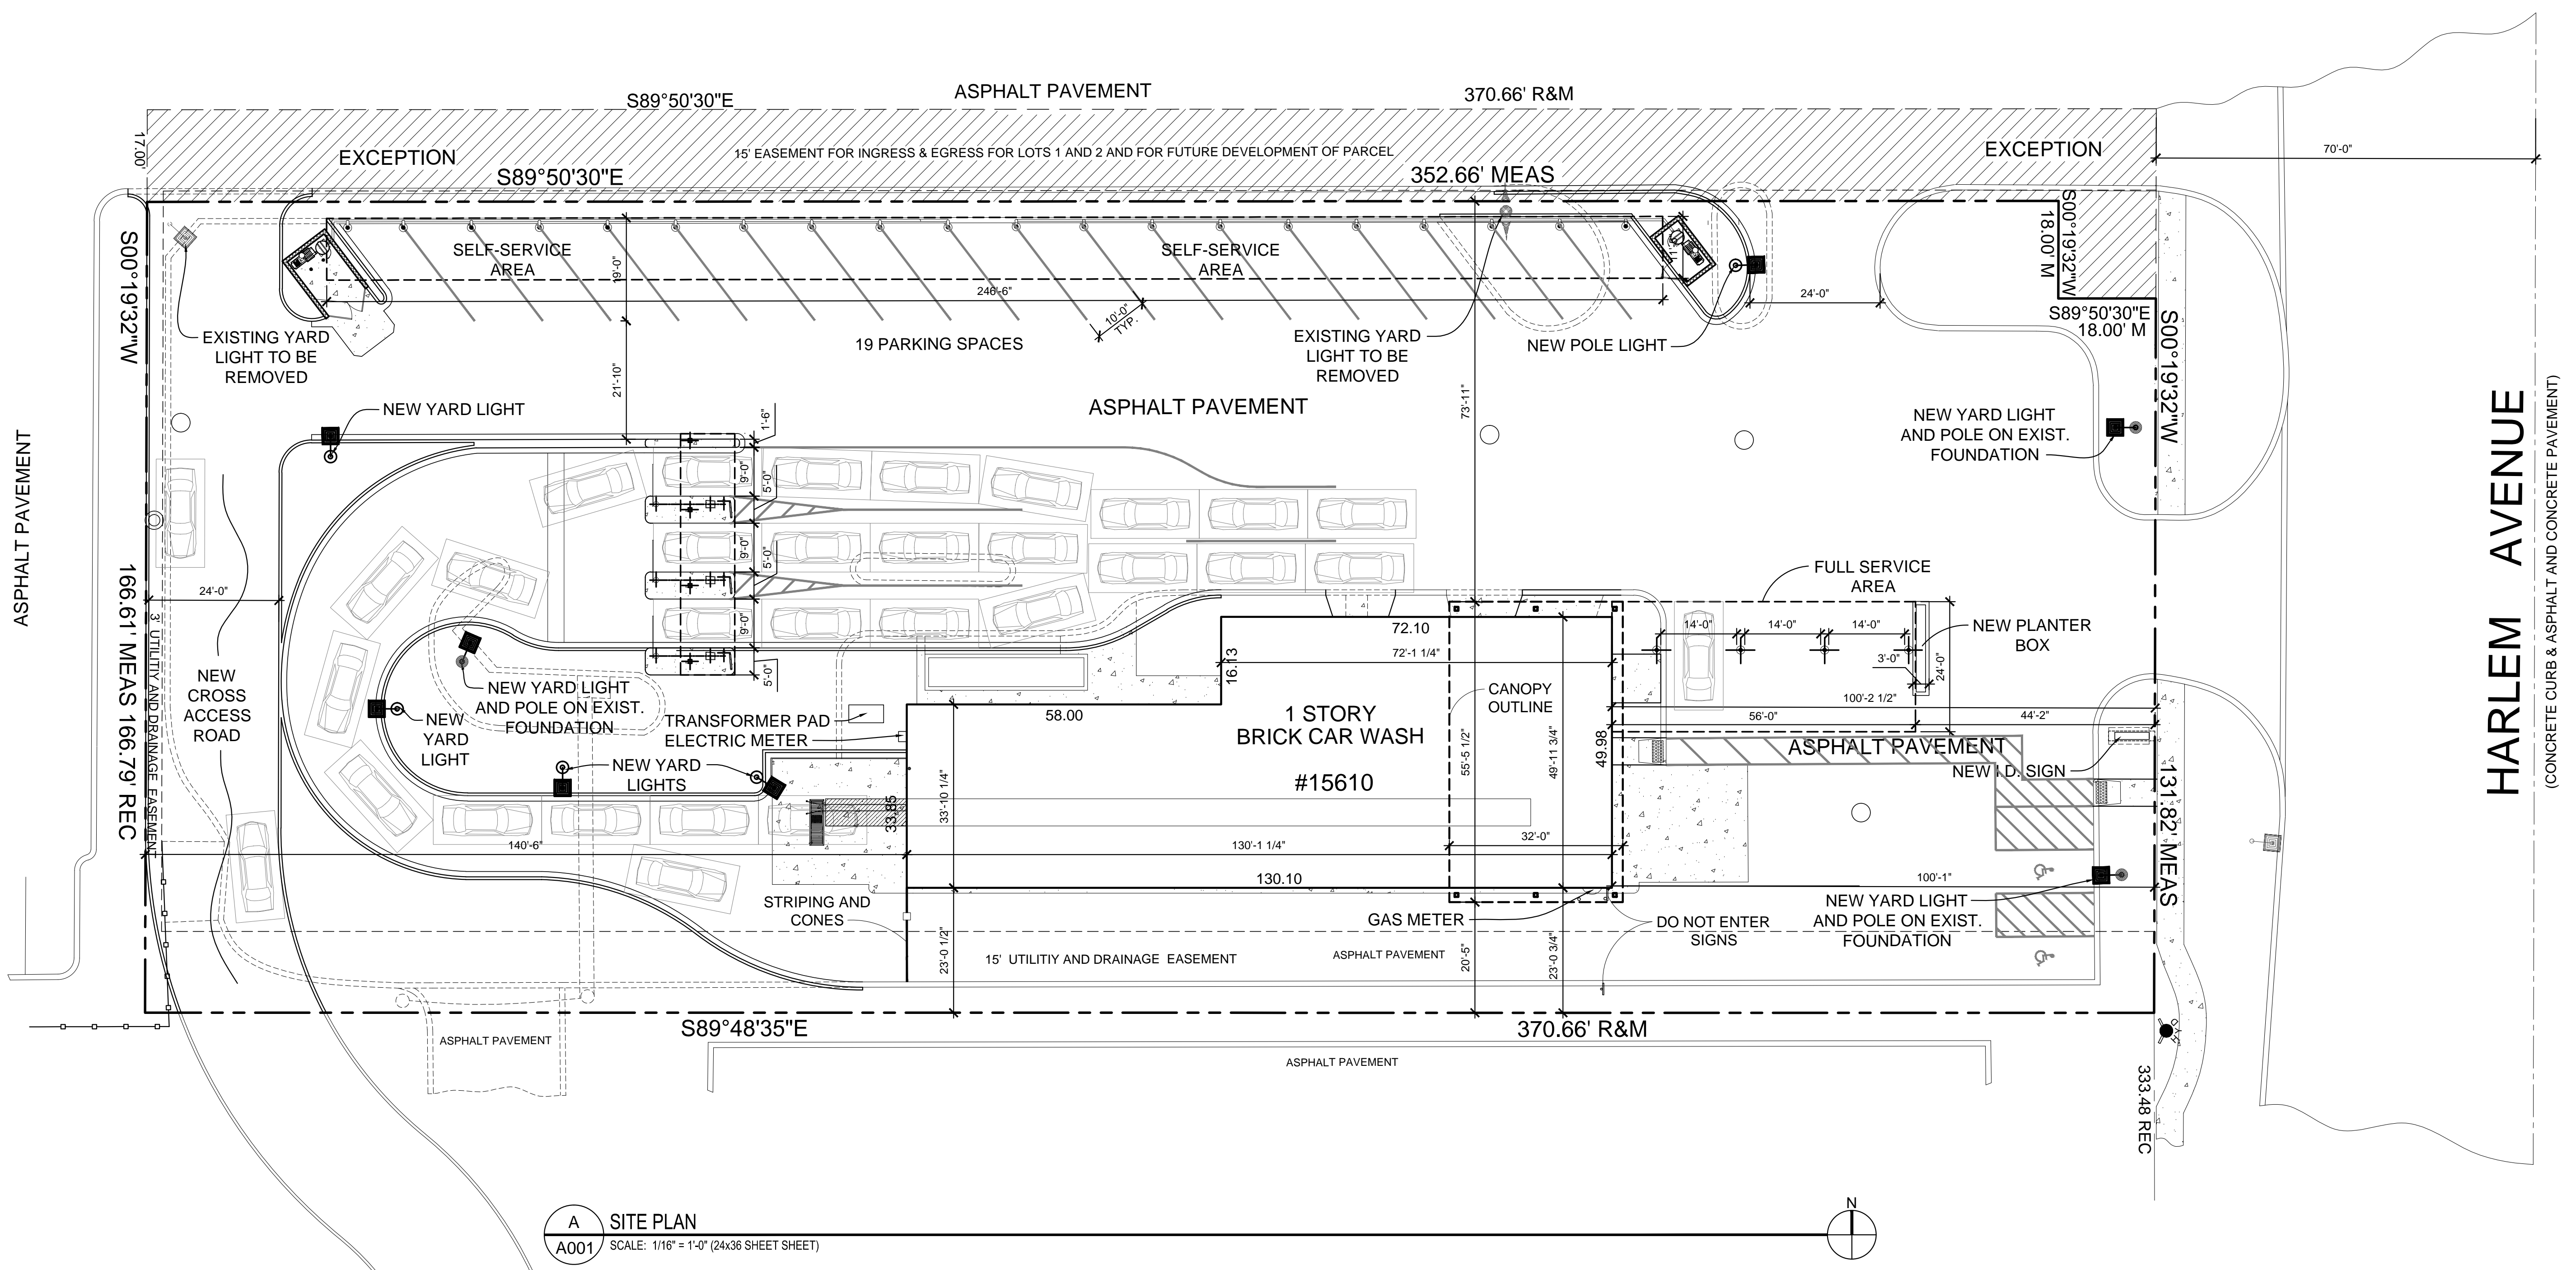 ASPHALT PAVEMENT
S89°50'30"E
370.66' R&M
17.00'
EXCEPTION
15' EASEMENT FOR INGRESS & EGRESS FOR LOTS 1 AND 2 AND FOR FUTURE DEVELOPMENT OF PARCEL
EXCEPTION
70'-0"
S89°50'30"E
352.66' MEAS
S00°19'32"W
18.00' M
S89°50'30"E
18.00' M
S00°19'32"W
SELF-SERVICE
AREA
19'-0"
SELF-SERVICE
AREA
246'-6"
24'-0"
10'-0"
TYP.
19 PARKING SPACES
EXISTING YARD
LIGHT TO BE
REMOVED
EXISTING YARD
LIGHT TO BE
REMOVED
NEW POLE LIGHT
S00°19'32"W
21'-10"
73'-11"
NEW YARD LIGHT
1'-6"
ASPHALT PAVEMENT
NEW YARD LIGHT
AND POLE ON EXIST.
FOUNDATION
ASPHALT PAVEMENT
HARLEM AVENUE
(CONCRETE CURB & ASPHALT AND CONCRETE PAVEMENT)
9'-0"
5'-0"
9'-0"
5'-0"
9'-0"
5'-0"
166.61' MEAS 166.79' REC
3' UTILITIY AND DRAINAGE EASEMENT
24'-0"
NEW
CROSS
ACCESS
ROAD
FULL SERVICE
AREA
14'-0"
14'-0"
14'-0"
NEW PLANTER
BOX
3'-0"
24'-0"
100'-2 1/2"
56'-0"
44'-2"
72.10
72'-1 1/4"
16.13
NEW YARD LIGHT
AND POLE ON EXIST.
FOUNDATION
NEW
YARD
LIGHT
TRANSFORMER PAD
ELECTRIC METER
NEW YARD
LIGHTS
58.00
CANOPY
OUTLINE
1 STORY
BRICK CAR WASH
#15610
55'-5 1/2"
49'-11 3/4"
49.98
ASPHALT PAVEMENT
NEW I.D. SIGN
131.82' MEAS
33.85
33'-10 1/4"
32'-0"
140'-6"
130'-1 1/4"
130.10
100'-1"
STRIPING AND
CONES
GAS METER
DO NOT ENTER
SIGNS
NEW YARD LIGHT
AND POLE ON EXIST.
FOUNDATION
23'-0 1/2"
15' UTILITIY AND DRAINAGE EASEMENT
ASPHALT PAVEMENT
20'-5"
23'-0 3/4"
S89°48'35"E
370.66' R&M
ASPHALT PAVEMENT
ASPHALT PAVEMENT
HYD
333.48 REC
A
A001
SITE PLAN
SCALE: 1/16" = 1'-0" (24x36 SHEET SHEET)
N